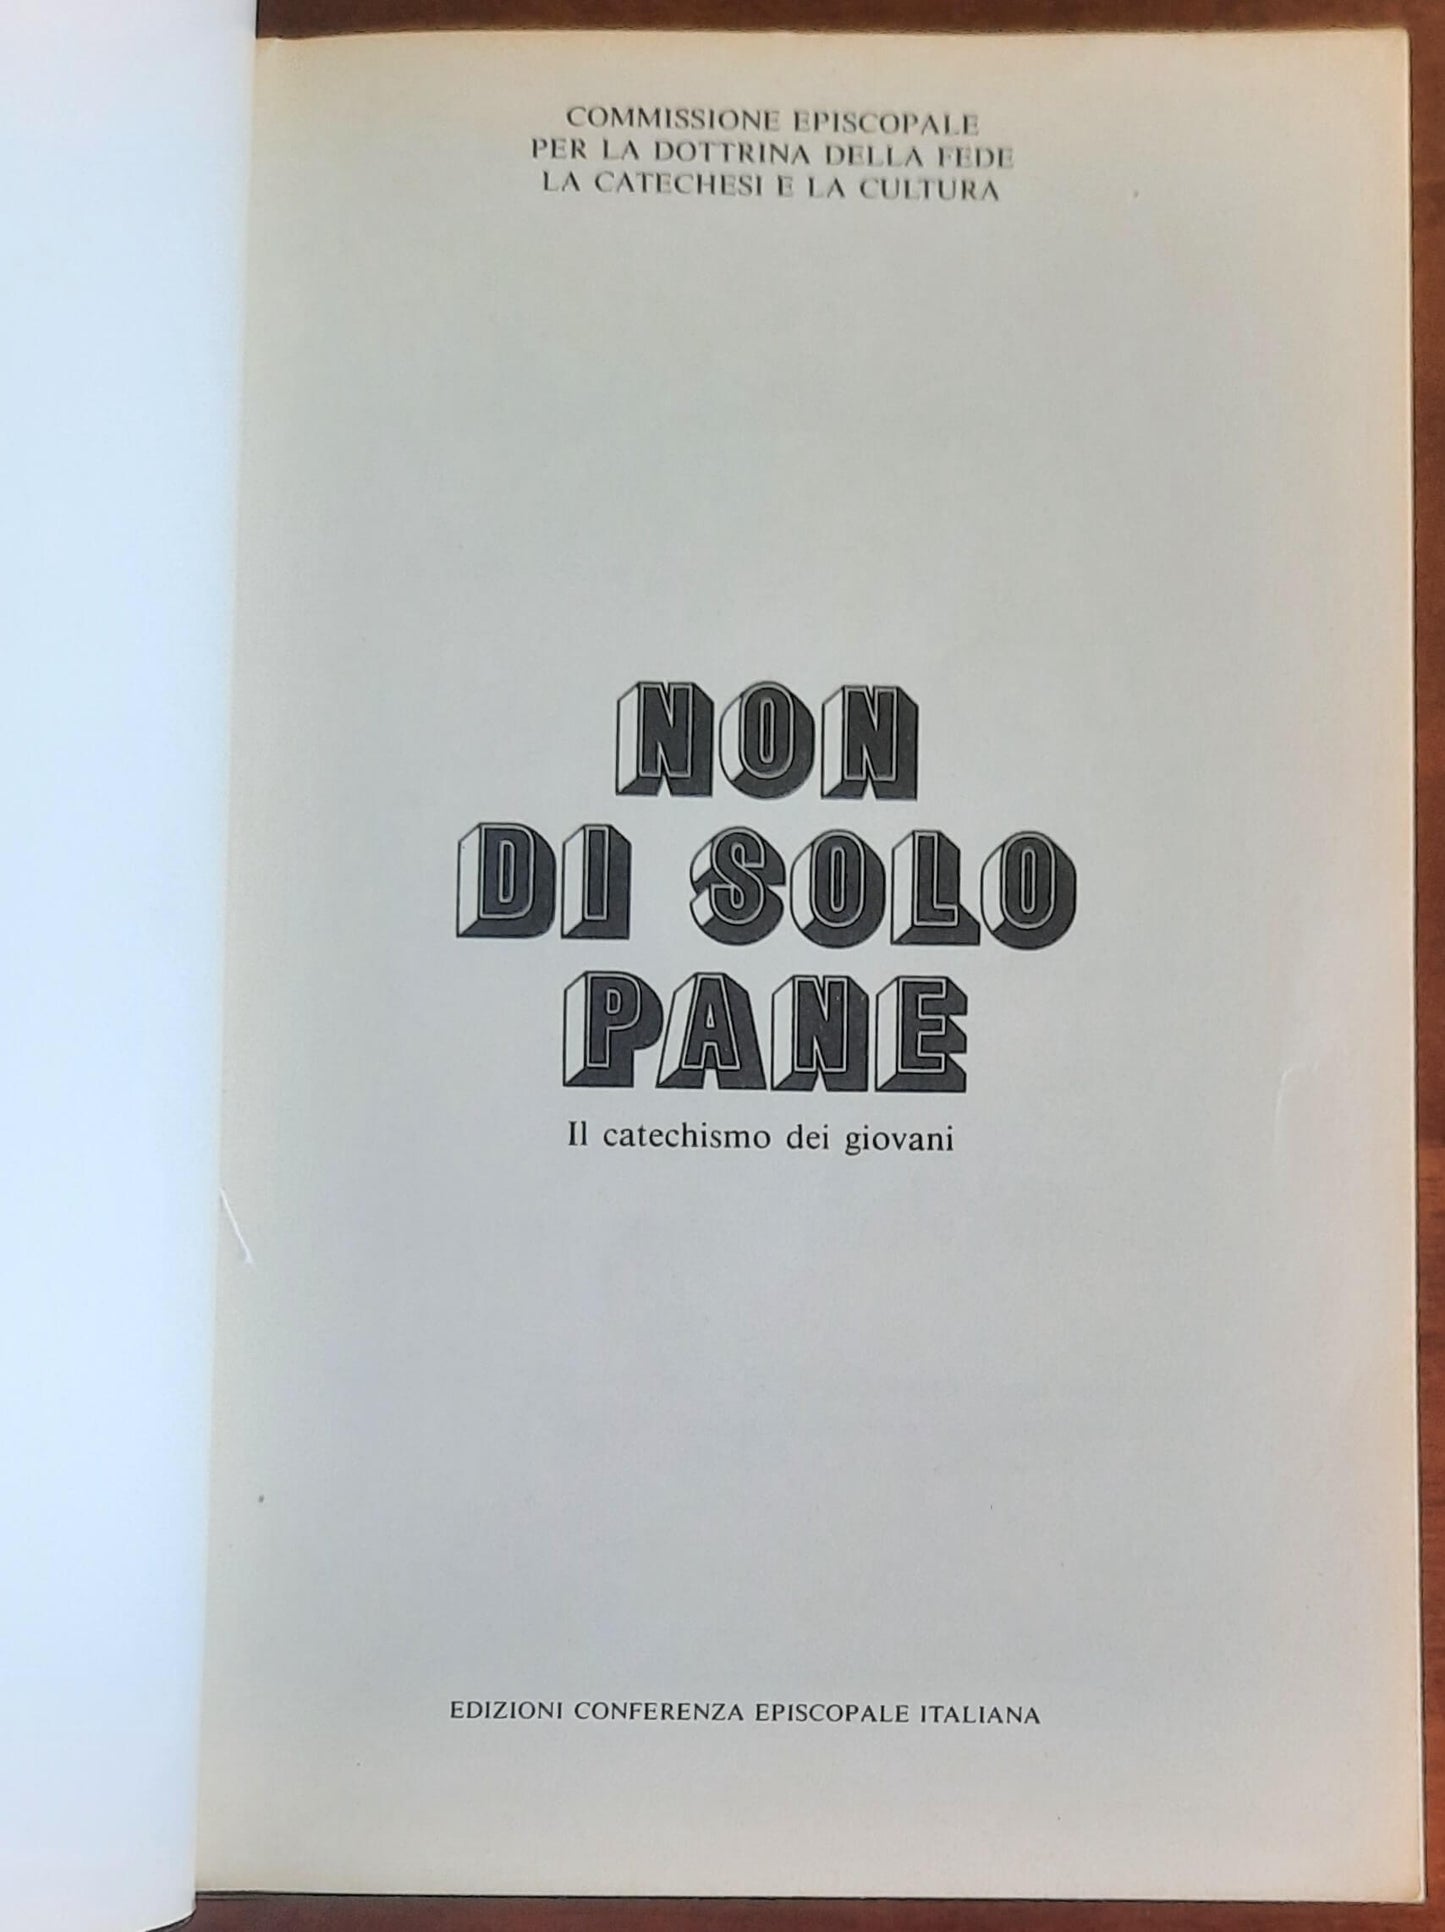 COMMISSIONE EPISCOPALE
PER LA DOTTRINA DELLA FEDE
LA CATECHESI E LA CULTURA
NON
DI SOLO
PANE
Il catechismo dei giovani
EDIZIONI CONFERENZA EPISCOPALE ITALIANA